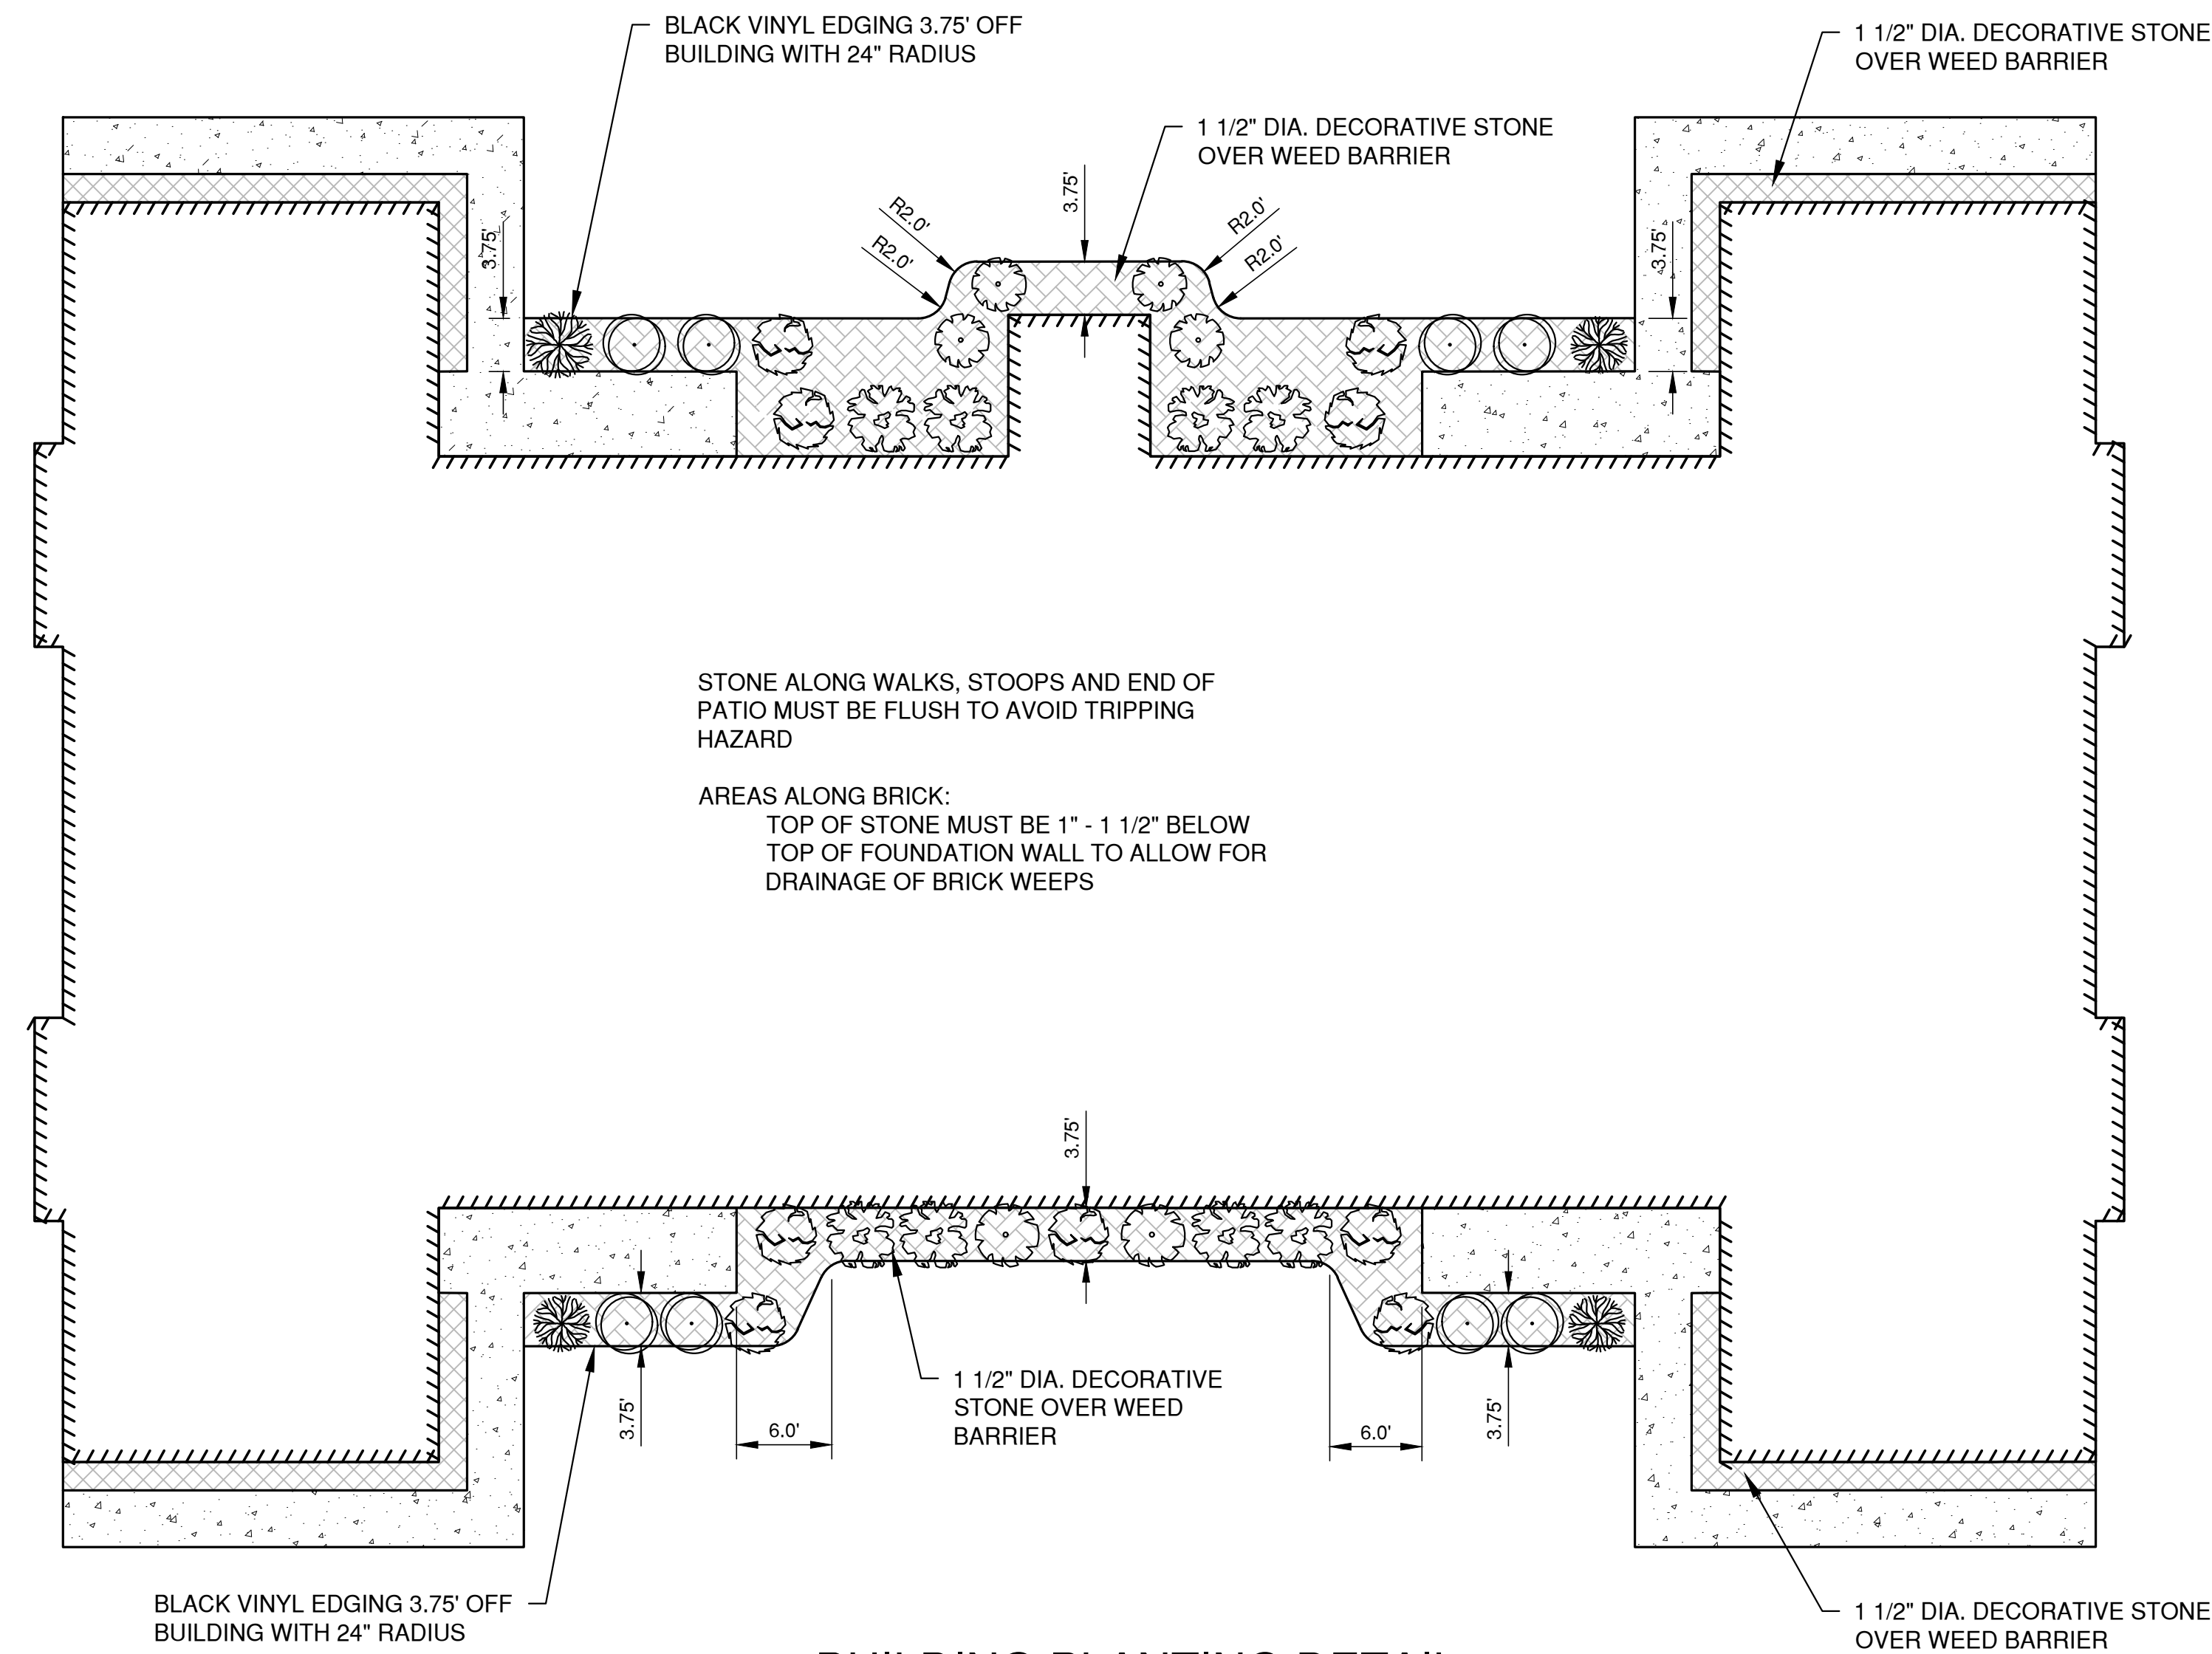 BLACK VINYL EDGING 3.75' OFF
BUILDING WITH 24" RADIUS
1 1/2" DIA. DECORATIVE STONE
OVER WEED BARRIER
1 1/2" DIA. DECORATIVE STONE
OVER WEED BARRIER
3.75'
R2.0'
R2.0'
R2.0'
R2.0'
3.75'
3.75'
STONE ALONG WALKS, STOOPS AND END OF
PATIO MUST BE FLUSH TO AVOID TRIPPING
HAZARD
AREAS ALONG BRICK:
TOP OF STONE MUST BE 1" - 1 1/2" BELOW
TOP OF FOUNDATION WALL TO ALLOW FOR
DRAINAGE OF BRICK WEEPS
3.75'
1 1/2" DIA. DECORATIVE
STONE OVER WEED
BARRIER
3.75'
6.0'
6.0'
3.75'
BLACK VINYL EDGING 3.75' OFF
BUILDING WITH 24" RADIUS
1 1/2" DIA. DECORATIVE STONE
OVER WEED BARRIER
BUILDING PLANTING DETAIL